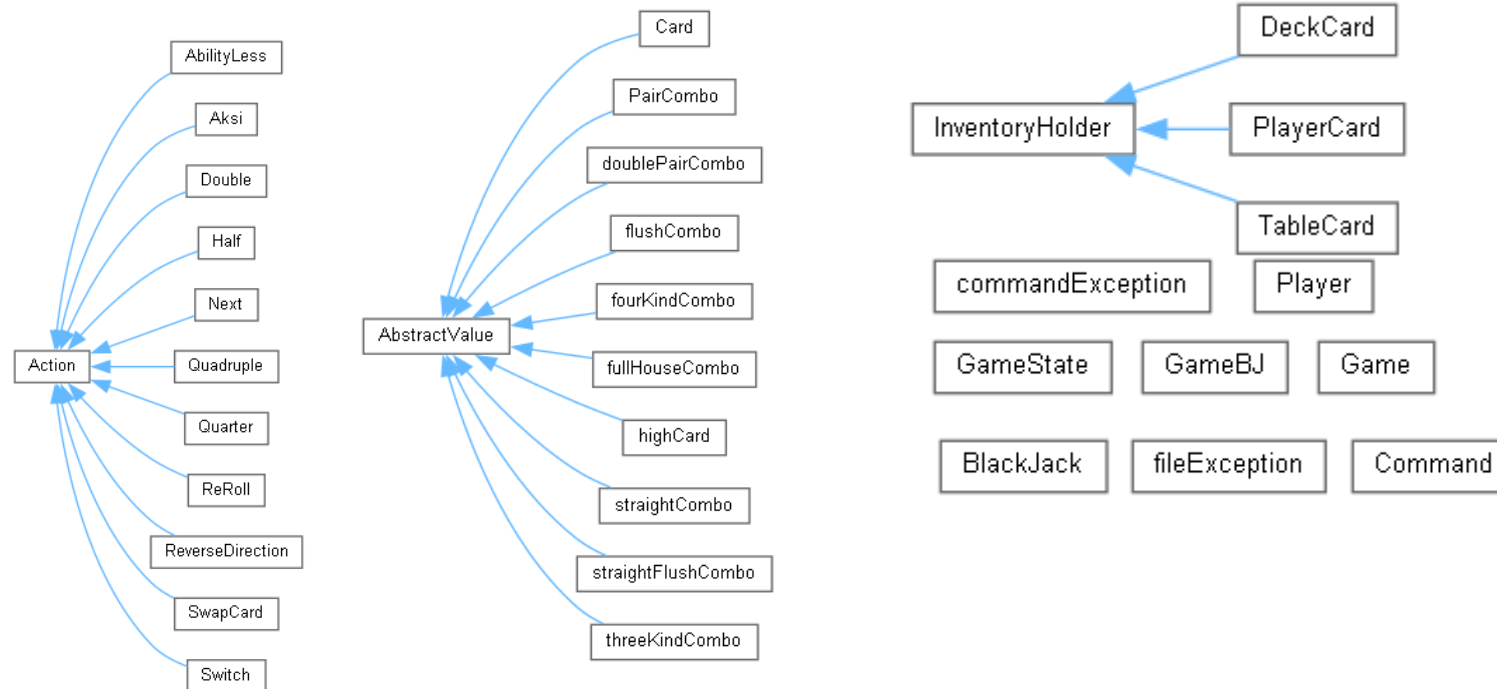 AbilityLess
Aksi
Double
Half
Next
Action
Quadruple
Quarter
ReRoll
ReverseDirection
SwapCard
Switch
Card
PairCombo
doublePairCombo
flushCombo
fourKindCombo
AbstractValue
fullHouseCombo
highCard
straightCombo
straightFlushCombo
threeKindCombo
DeckCard
InventoryHolder
PlayerCard
TableCard
commandException
Player
GameState
GameBJ
Game
BlackJack
fileException
Command